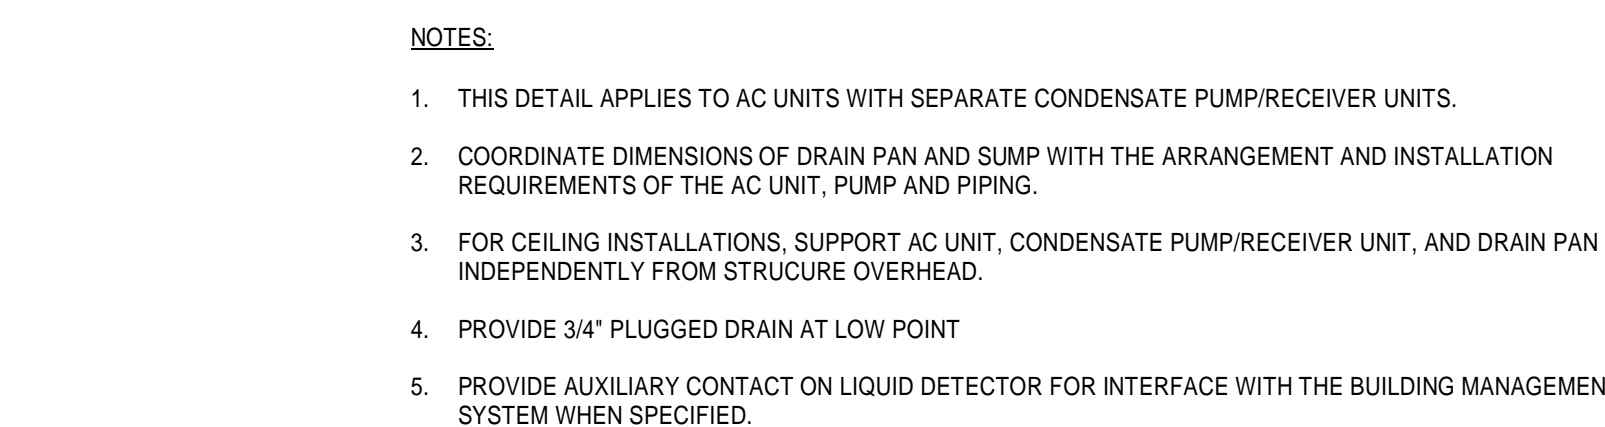 NOTES:
1. THIS DETAIL APPLIES TO AC UNITS WITH SEPARATE CONDENSATE PUMP/RECEIVER UNITS.
2. COORDINATE DIMENSIONS OF DRAIN PAN AND SUMP WITH THE ARRANGEMENT AND INSTALLATION
REQUIREMENTS OF THE AC UNIT, PUMP AND PIPING.
3. FOR CEILING INSTALLATIONS, SUPPORT AC UNIT, CONDENSATE PUMP/RECEIVER UNIT, AND DRAIN PAN
INDEPENDENTLY FROM STRUCURE OVERHEAD.
4. PROVIDE 3/4" PLUGGED DRAIN AT LOW POINT
5. PROVIDE AUXILIARY CONTACT ON LIQUID DETECTOR FOR INTERFACE WITH THE BUILDING MANAGEMEN
SYSTEM WHEN SPECIFIED.